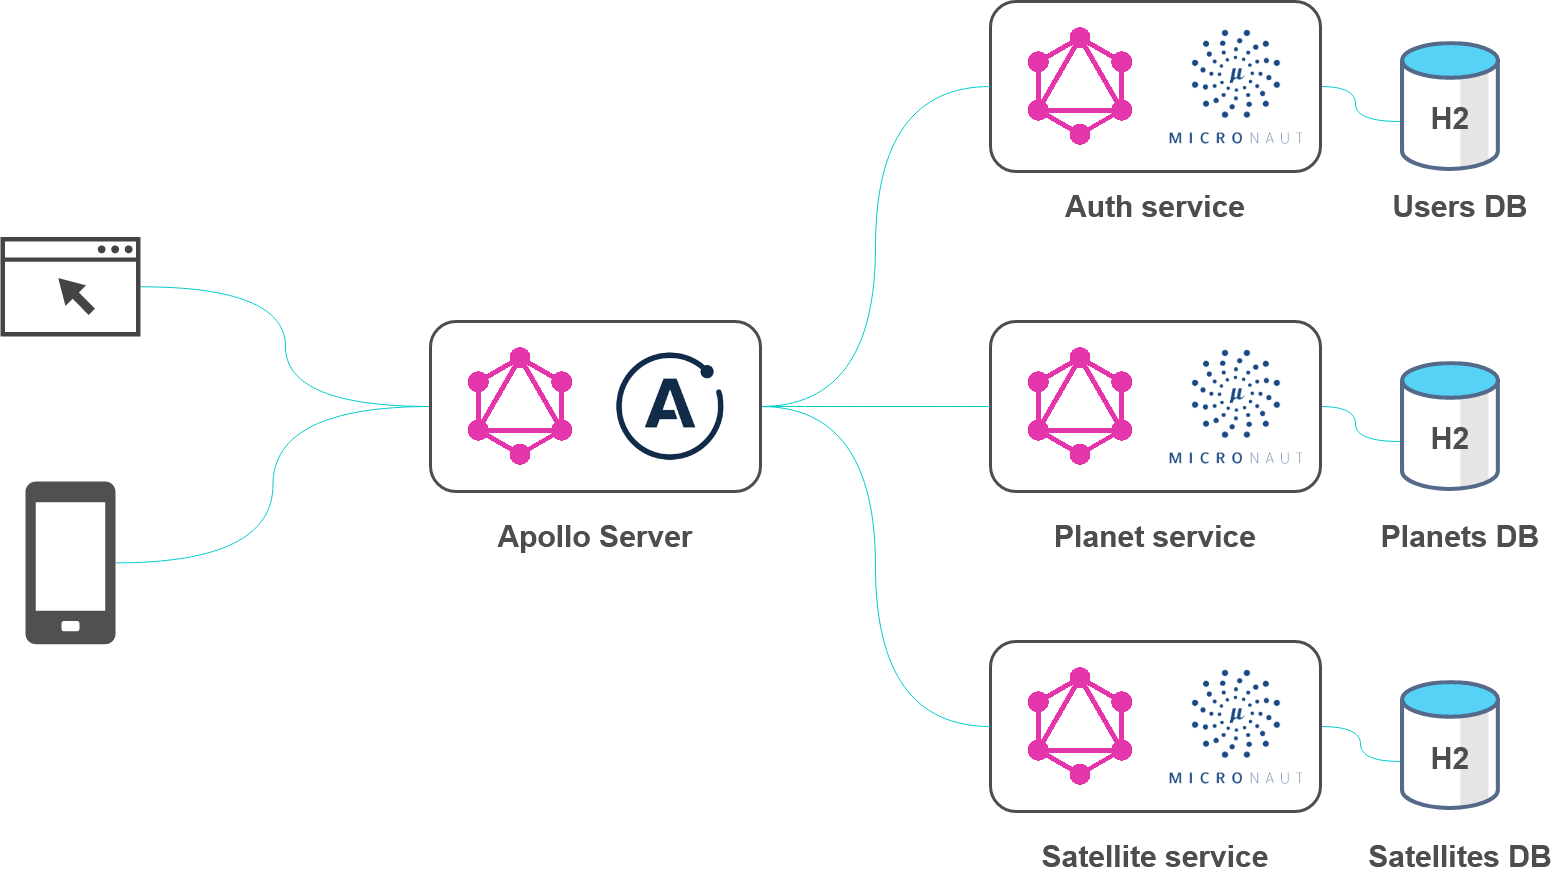 μ
MICRONAUT
H2
Auth service
Users DB
A
Apollo Server
μ
MICRONAUT
H2
Planet service
Planets DB
μ
MICRONAUT
H2
Satellite service
Satellites DB